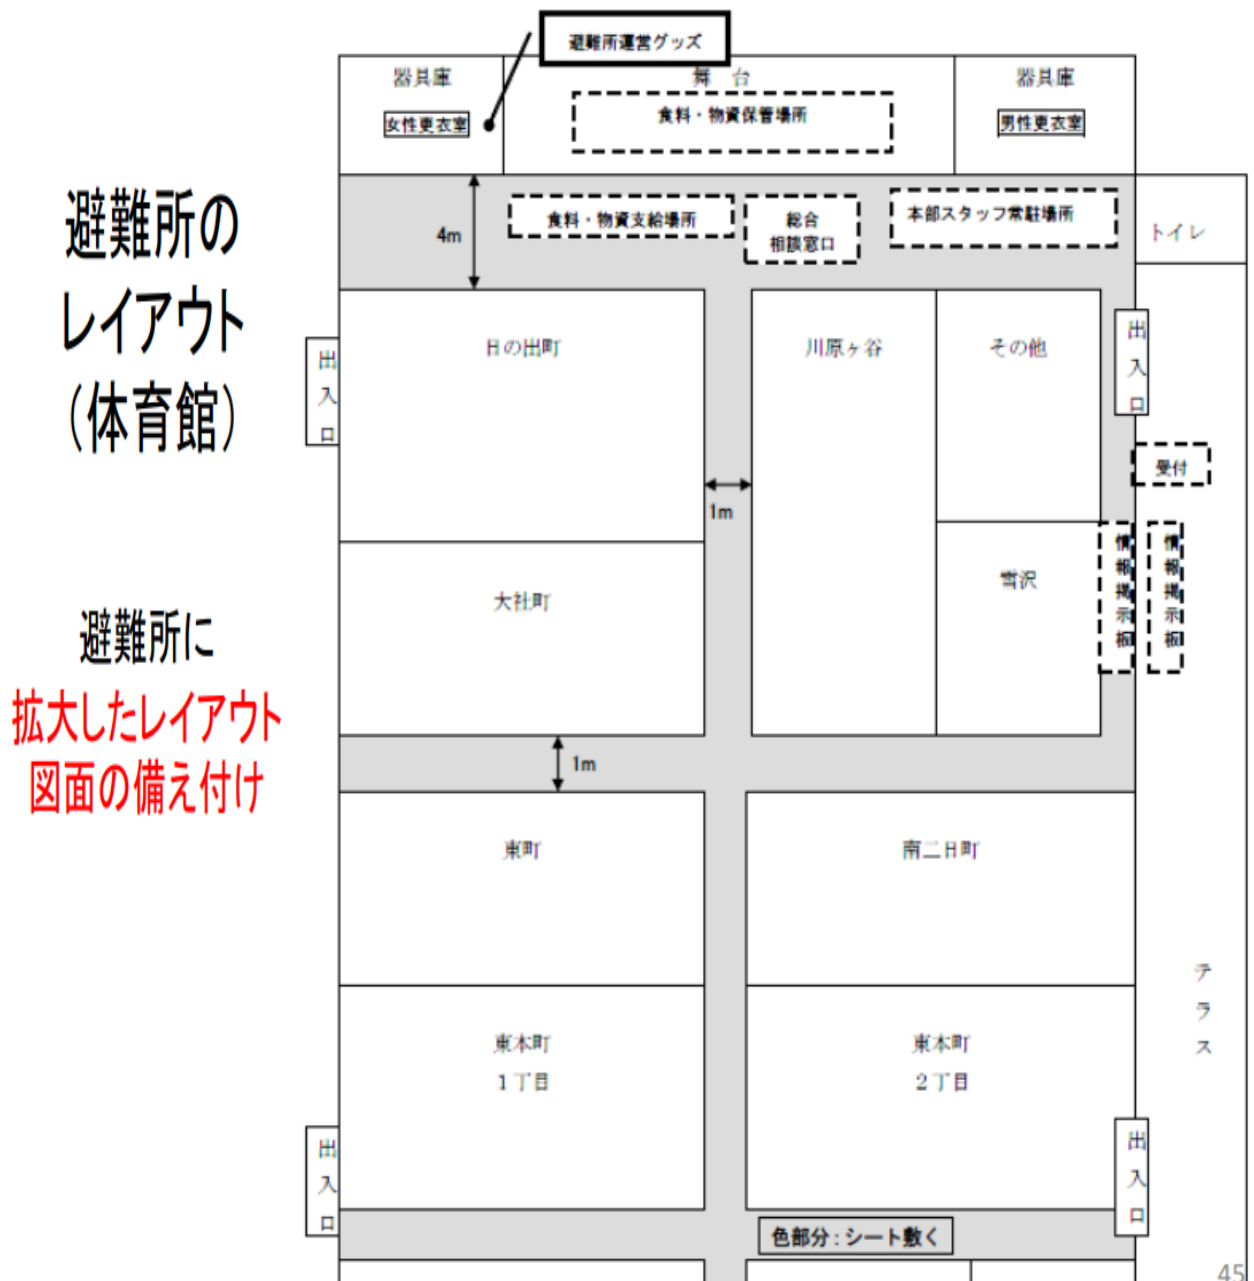 避難所運営グッズ
器具庫
舞 台
器具庫
女性更衣室
食料・物資保管場所
男性更衣室
避難所の
レイアウト
（体育館）
4m
食料・物資支給場所
総合
相談窓口
本部スタッフ常駐場所
トイレ
出入口
日の出町
川原ヶ谷
その他
出入口
受付
1m
大社町
雪沢
情報掲示板
情報掲示板
避難所に
拡大したレイアウト
図面の備え付け
1m
東町
南二日町
テラス
東本町
1丁目
東本町
2丁目
出入口
出入口
色部分：シート敷く
45